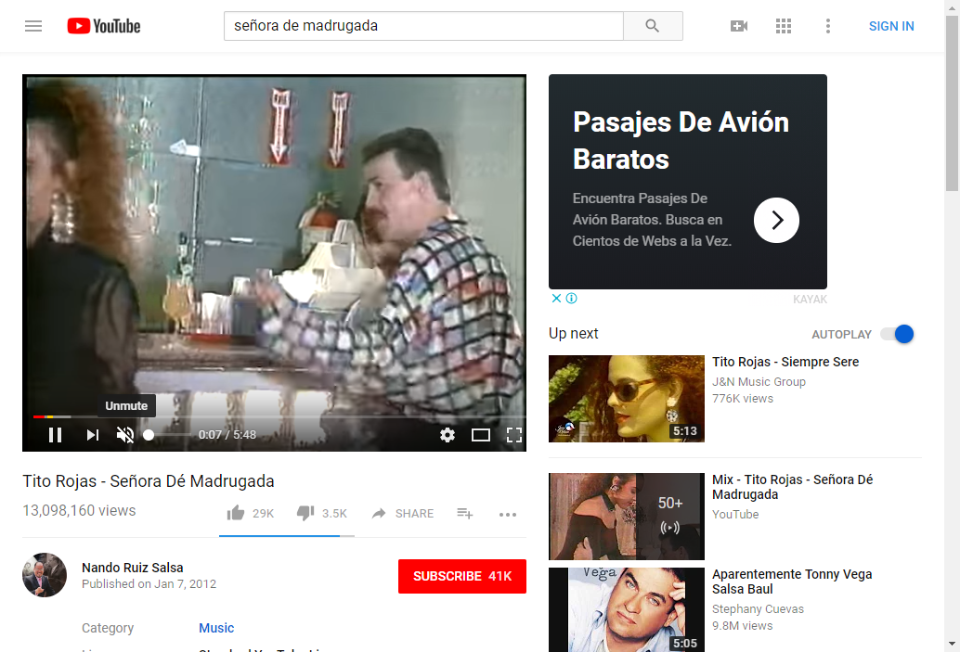 YouTube
señora de madrugada
SIGN IN
Pasajes De Avión
Baratos
Encuentra Pasajes De
Avión Baratos. Busca en
Cientos de Webs a la Vez.
KAYAK
Up next
AUTOPLAY
Tito Rojas - Siempre Sere
J&N Music Group
776K views
5:13
Unmute
0:07 / 5:48
Tito Rojas - Señora Dé Madrugada
13,098,160 views
29K
3.5K
SHARE
50+
Mix - Tito Rojas - Señora Dé
Madrugada
YouTube
Nando Ruiz Salsa
Published on Jan 7, 2012
SUBSCRIBE 41K
Vega
Aparentemente Tonny Vega
Salsa Baul
Stephany Cuevas
9.8M views
5:05
Category
Music